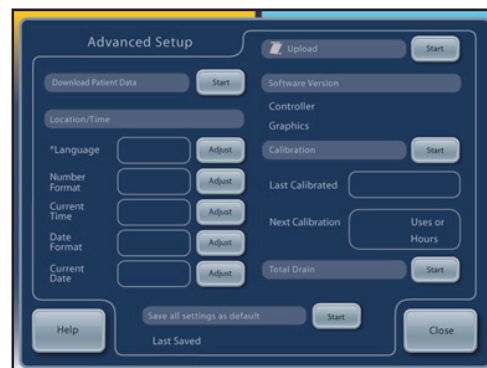 Advanced Setup
Download Patient Data
Start
Location/Time
*Language
Adjust
Number
Format
Adjust
Current
Time
Adjust
Date
Format
Adjust
Current
Date
Adjust
Upload
Start
Software Version
Controller
Graphics
Calibration
Start
Last Calibrated
Next Calibration
Uses or
Hours
Total Drain
Start
Save all settings as default
Start
Last Saved
Help
Close